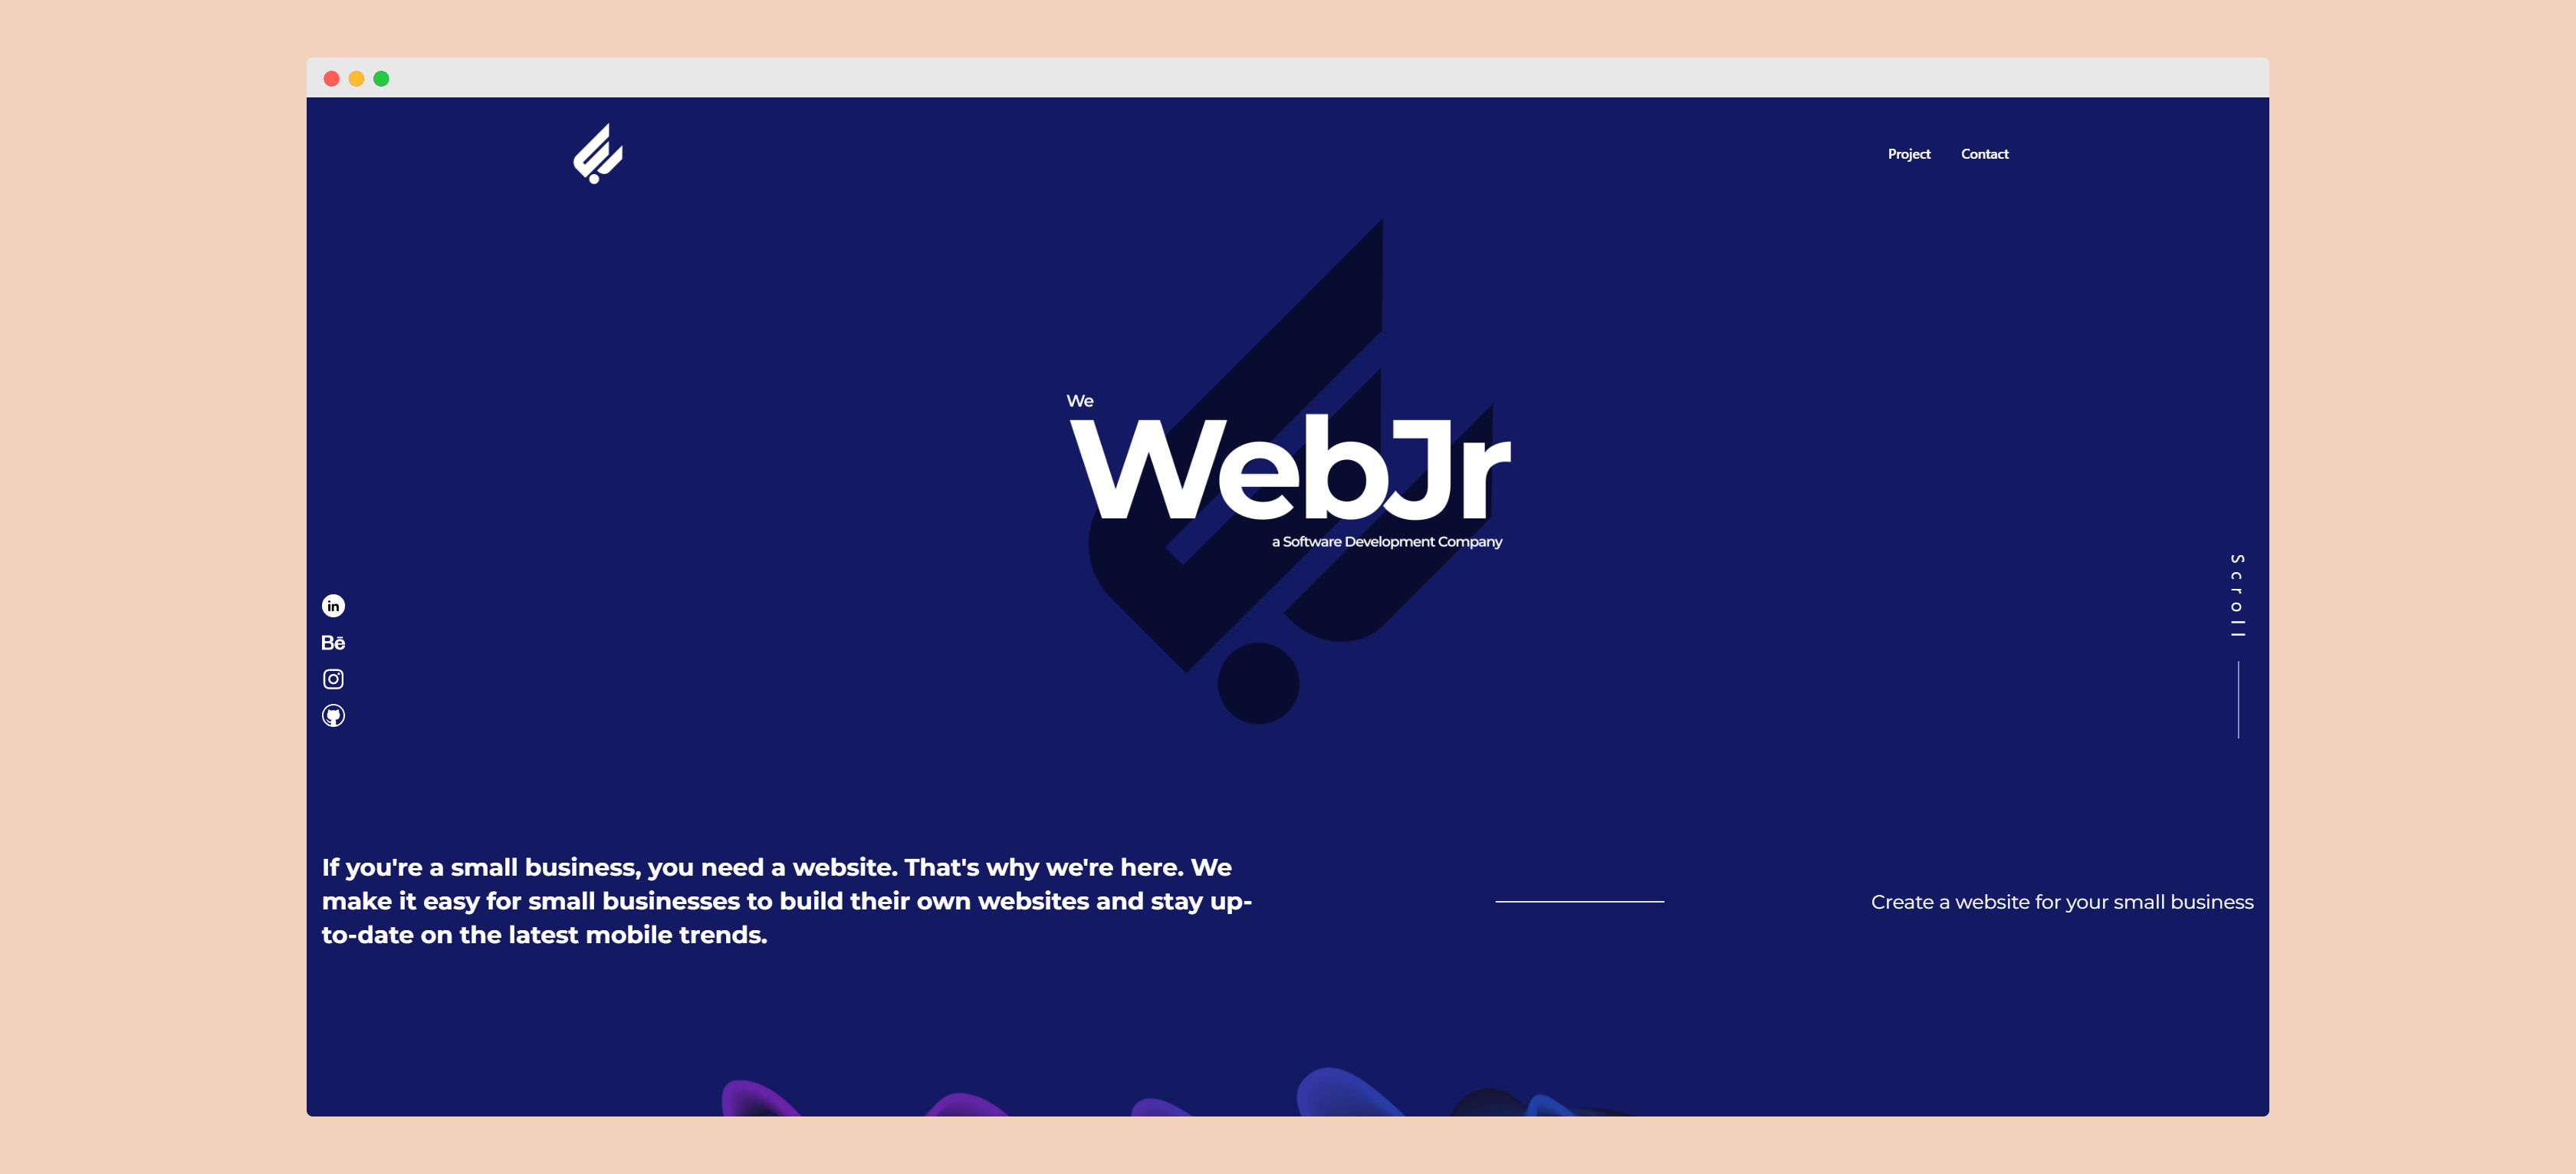 Project Contact
We
WebJr
a Software Development Company
Scroll
in
Bē
If you're a small business, you need a website. That's why we're here. We
make it easy for small businesses to build their own websites and stay up-
to-date on the latest mobile trends.
Create a website for your small business